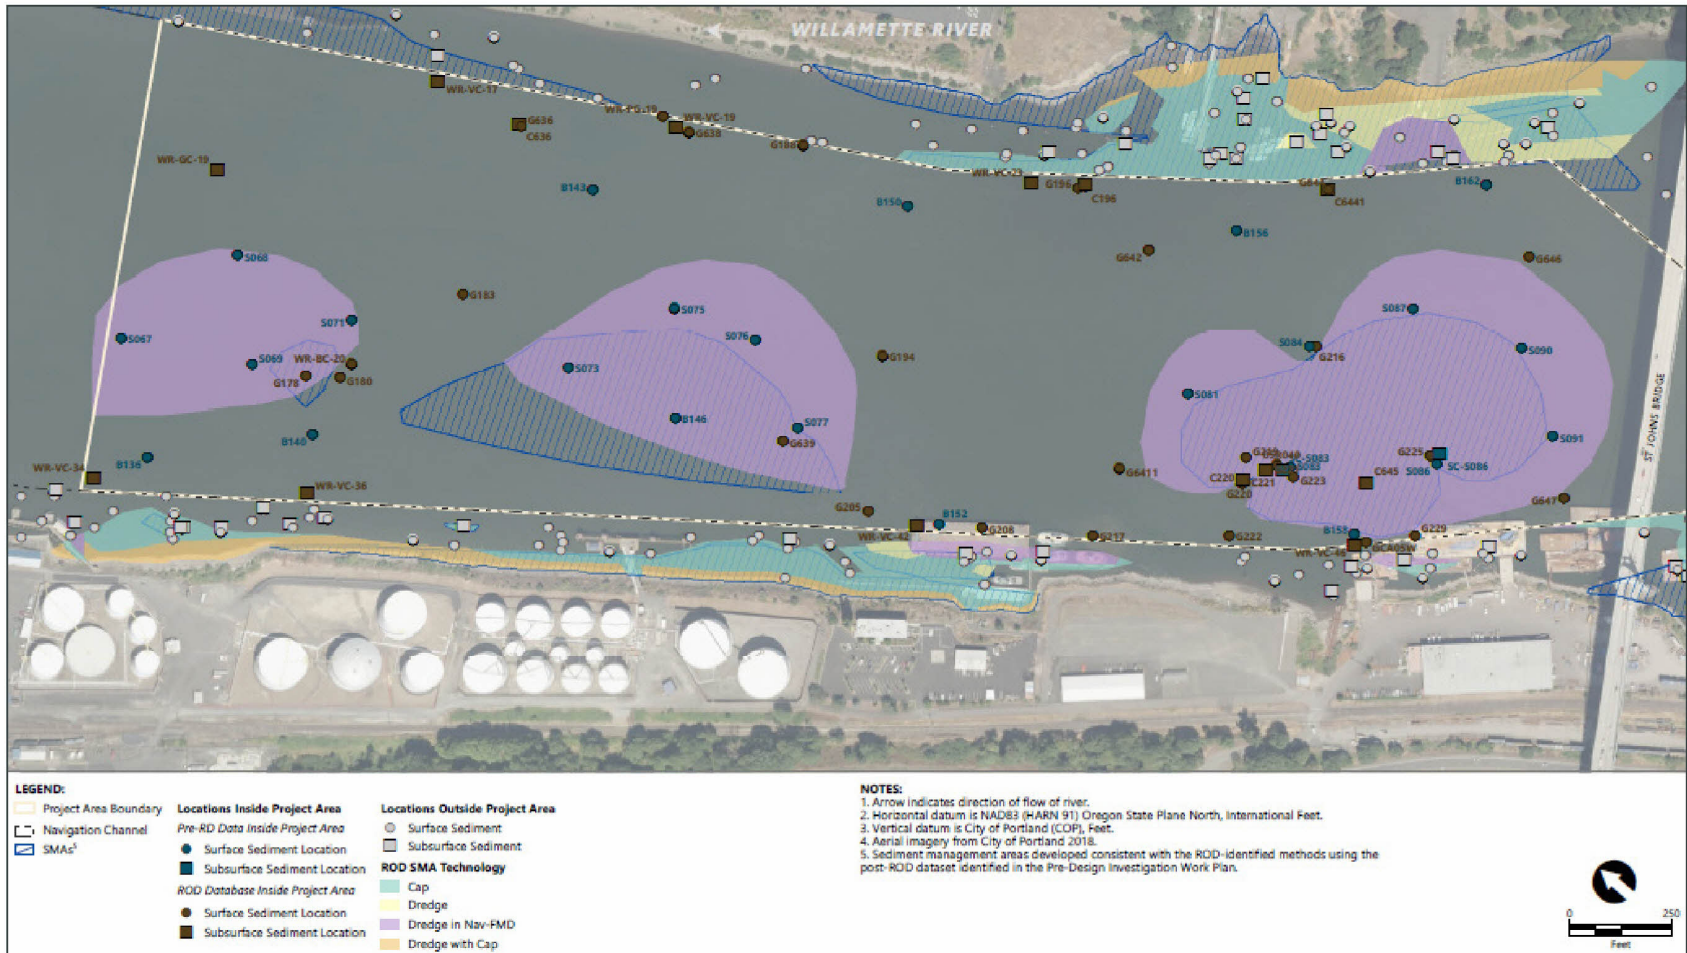 WILLAMETTE RIVER
WR-VC-17
WR-PG-19
WR-VC-19
G636
C636
G638
G188
WR-GC-19
B143
B150
WR-VC-23
G196
C196
C6441
B162
B156
G642
G646
S068
G183
S075
S087
S067
S071
S076
S084
G216
S090
WR-BC-20
S069
S073
G194
G178
G180
S081
B146
S077
B140
G639
S091
B136
G225
S083
SC-S086
S086
WR-VC-34
G6411
C220
C221
G223
C645
G220
WR-VC-36
G647
G205
B152
G208
WR-VC-42
G217
G222
B158
G229
WR-VC-46
GCA05W
ST JOHNS BRIDGE
LEGEND:
Project Area Boundary
Navigation Channel
SMAs5
Locations Inside Project Area
Pre-RD Data Inside Project Area
Surface Sediment Location
Subsurface Sediment Location
ROD Database Inside Project Area
Surface Sediment Location
Subsurface Sediment Location
Locations Outside Project Area
Surface Sediment
Subsurface Sediment
ROD SMA Technology
Cap
Dredge
Dredge in Nav-FMD
Dredge with Cap
NOTES:
1. Arrow indicates direction of flow of river.
2. Horizontal datum is NAD83 (HARN 91) Oregon State Plane North, International Feet.
3. Vertical datum is City of Portland (COP), Feet.
4. Aerial imagery from City of Portland 2018.
5. Sediment management areas developed consistent with the ROD-identified methods using the
post-ROD dataset identified in the Pre-Design Investigation Work Plan.
0 250
Feet